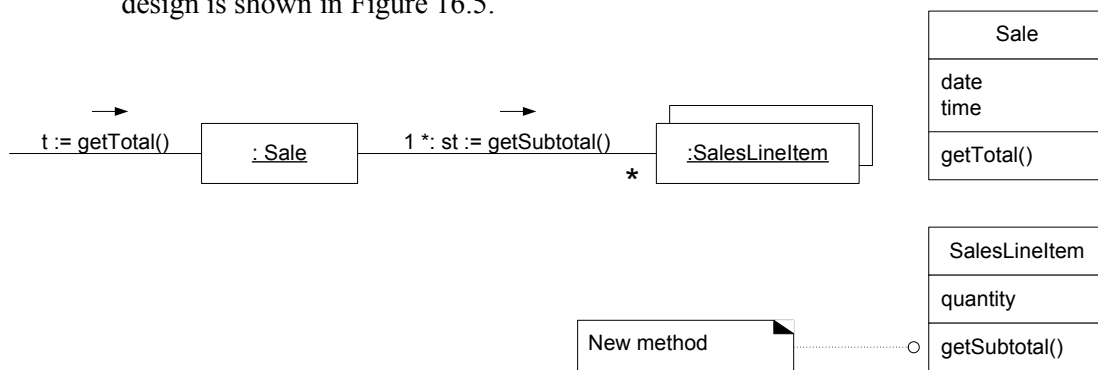 design is shown in Figure 16.5.
Sale
date
time
getTotal()
t := getTotal()
: Sale
1 *: st := getSubtotal()
*
:SalesLineItem
SalesLineItem
quantity
getSubtotal()
New method